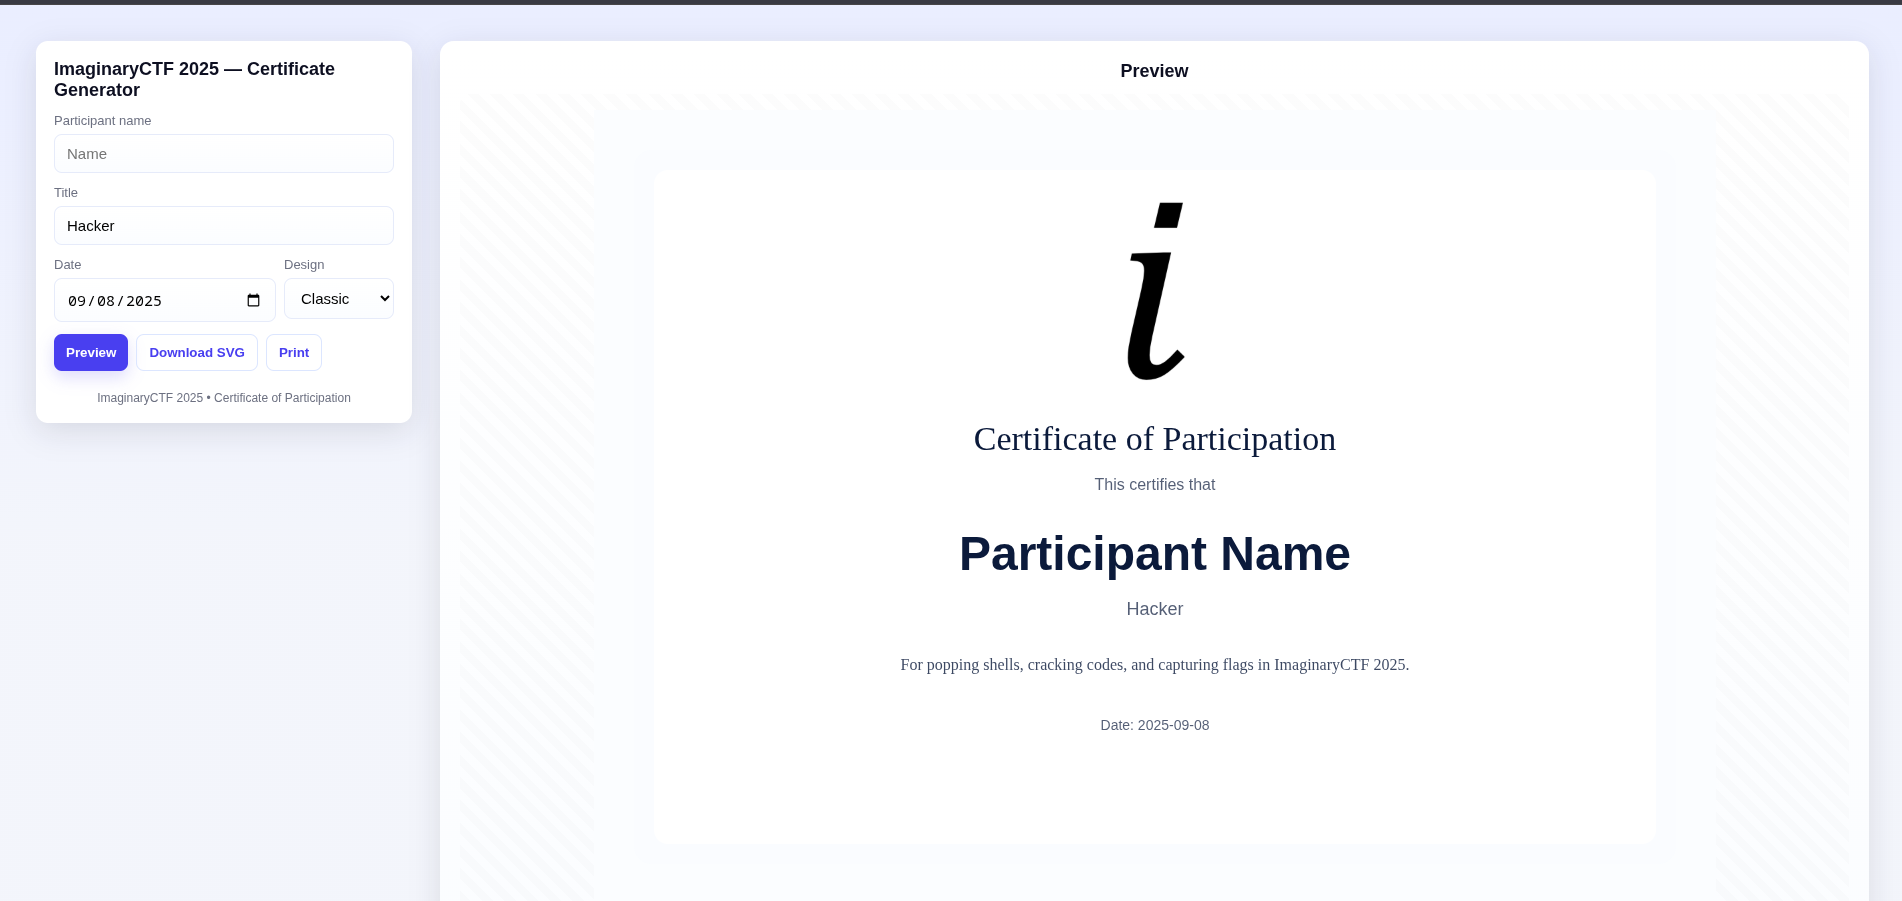 ImaginaryCTF 2025 — Certificate
Generator
Participant name
Name
Title
Hacker
Date
Design
09/08/2025
Classic
Preview
Download SVG
Print
ImaginaryCTF 2025 • Certificate of Participation
Preview
i
Certificate of Participation
This certifies that
Participant Name
Hacker
For popping shells, cracking codes, and capturing flags in ImaginaryCTF 2025.
Date: 2025-09-08